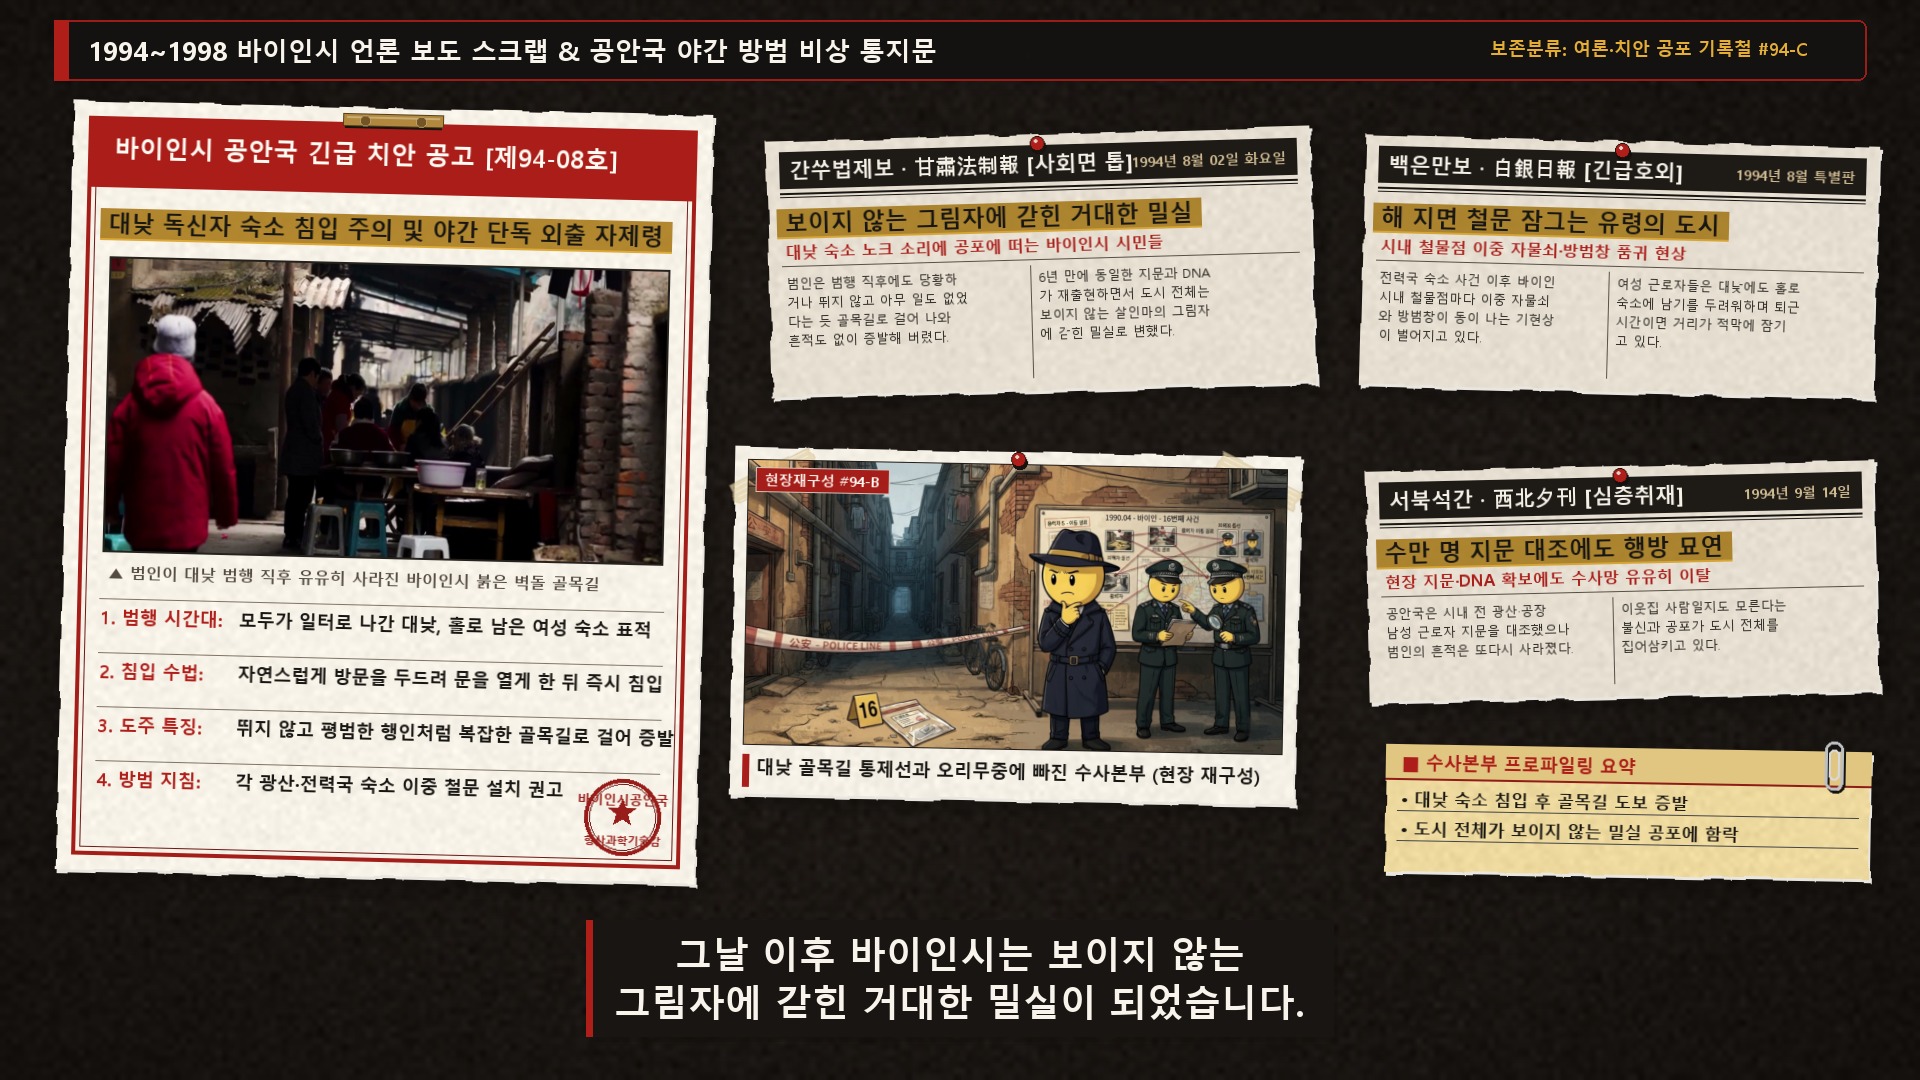 1994~1998 바이인시 언론 보도 스크랩 & 공안국 야간 방범 비상 통지문
보존분류: 여론·치안 공포 기록철 #94-C
바이인시 공안국 긴급 치안 공고 [제94-08호]
대낮 독신자 숙소 침입 주의 및 야간 단독 외출 자제령
▲ 범인이 대낮 범행 직후 유유히 사라진 바이인시 붉은 벽돌 골목길
1. 범행 시간대: 모두가 일터로 나간 대낮, 홀로 남은 여성 숙소 표적
2. 침입 수법: 자연스럽게 방문을 두드려 문을 열게 한 뒤 즉시 침입
3. 도주 특징: 뛰지 않고 평범한 행인처럼 복잡한 골목길로 걸어 증발
4. 방범 지침: 각 광산·전력국 숙소 이중 철문 설치 권고
바이인시공안국
간쑤법제보 · 甘肅法制報 [사회면 톱]
1994년 8월 02일 화요일
보이지 않는 그림자에 갇힌 거대한 밀실
대낮 숙소 노크 소리에 공포에 떠는 바이인시 시민들
범인은 범행 직후에도 당황하
거나 뛰지 않고 아무 일도 없었
다는 듯 골목길로 걸어 나와
흔적도 없이 증발해 버렸다.
6년 만에 동일한 지문과 DNA
가 재출현하면서 도시 전체는
보이지 않는 살인마의 그림자
에 갇힌 밀실로 변했다.
백은만보 · 白銀日報 [긴급호외]
1994년 8월 특별판
해 지면 철문 잠그는 유령의 도시
시내 철물점 이중 자물쇠·방범창 품귀 현상
전력국 숙소 사건 이후 바이인
시내 철물점마다 이중 자물쇠
와 방범창이 동이 나는 기현상
이 벌어지고 있다.
여성 근로자들은 대낮에도 홀로
숙소에 남기를 두려워하며 퇴근
시간이면 거리가 적막에 잠기
고 있다.
현장재구성 #94-B
1990.04 - 바이인 - 16번째 사건
公安 - POLICE LINE
16
대낮 골목길 통제선과 오리무중에 빠진 수사본부 (현장 재구성)
서북석간 · 西北夕刊 [심층취재]
1994년 9월 14일
수만 명 지문 대조에도 행방 묘연
현장 지문·DNA 확보에도 수사망 유유히 이탈
공안국은 시내 전 광산·공장
남성 근로자 지문을 대조했으나
범인의 흔적은 또다시 사라졌다.
이웃집 사람일지도 모른다는
불신과 공포가 도시 전체를
집어삼키고 있다.
■ 수사본부 프로파일링 요약
• 대낮 숙소 침입 후 골목길 도보 증발
• 도시 전체가 보이지 않는 밀실 공포에 함락
그날 이후 바이인시는 보이지 않는
그림자에 갇힌 거대한 밀실이 되었습니다.